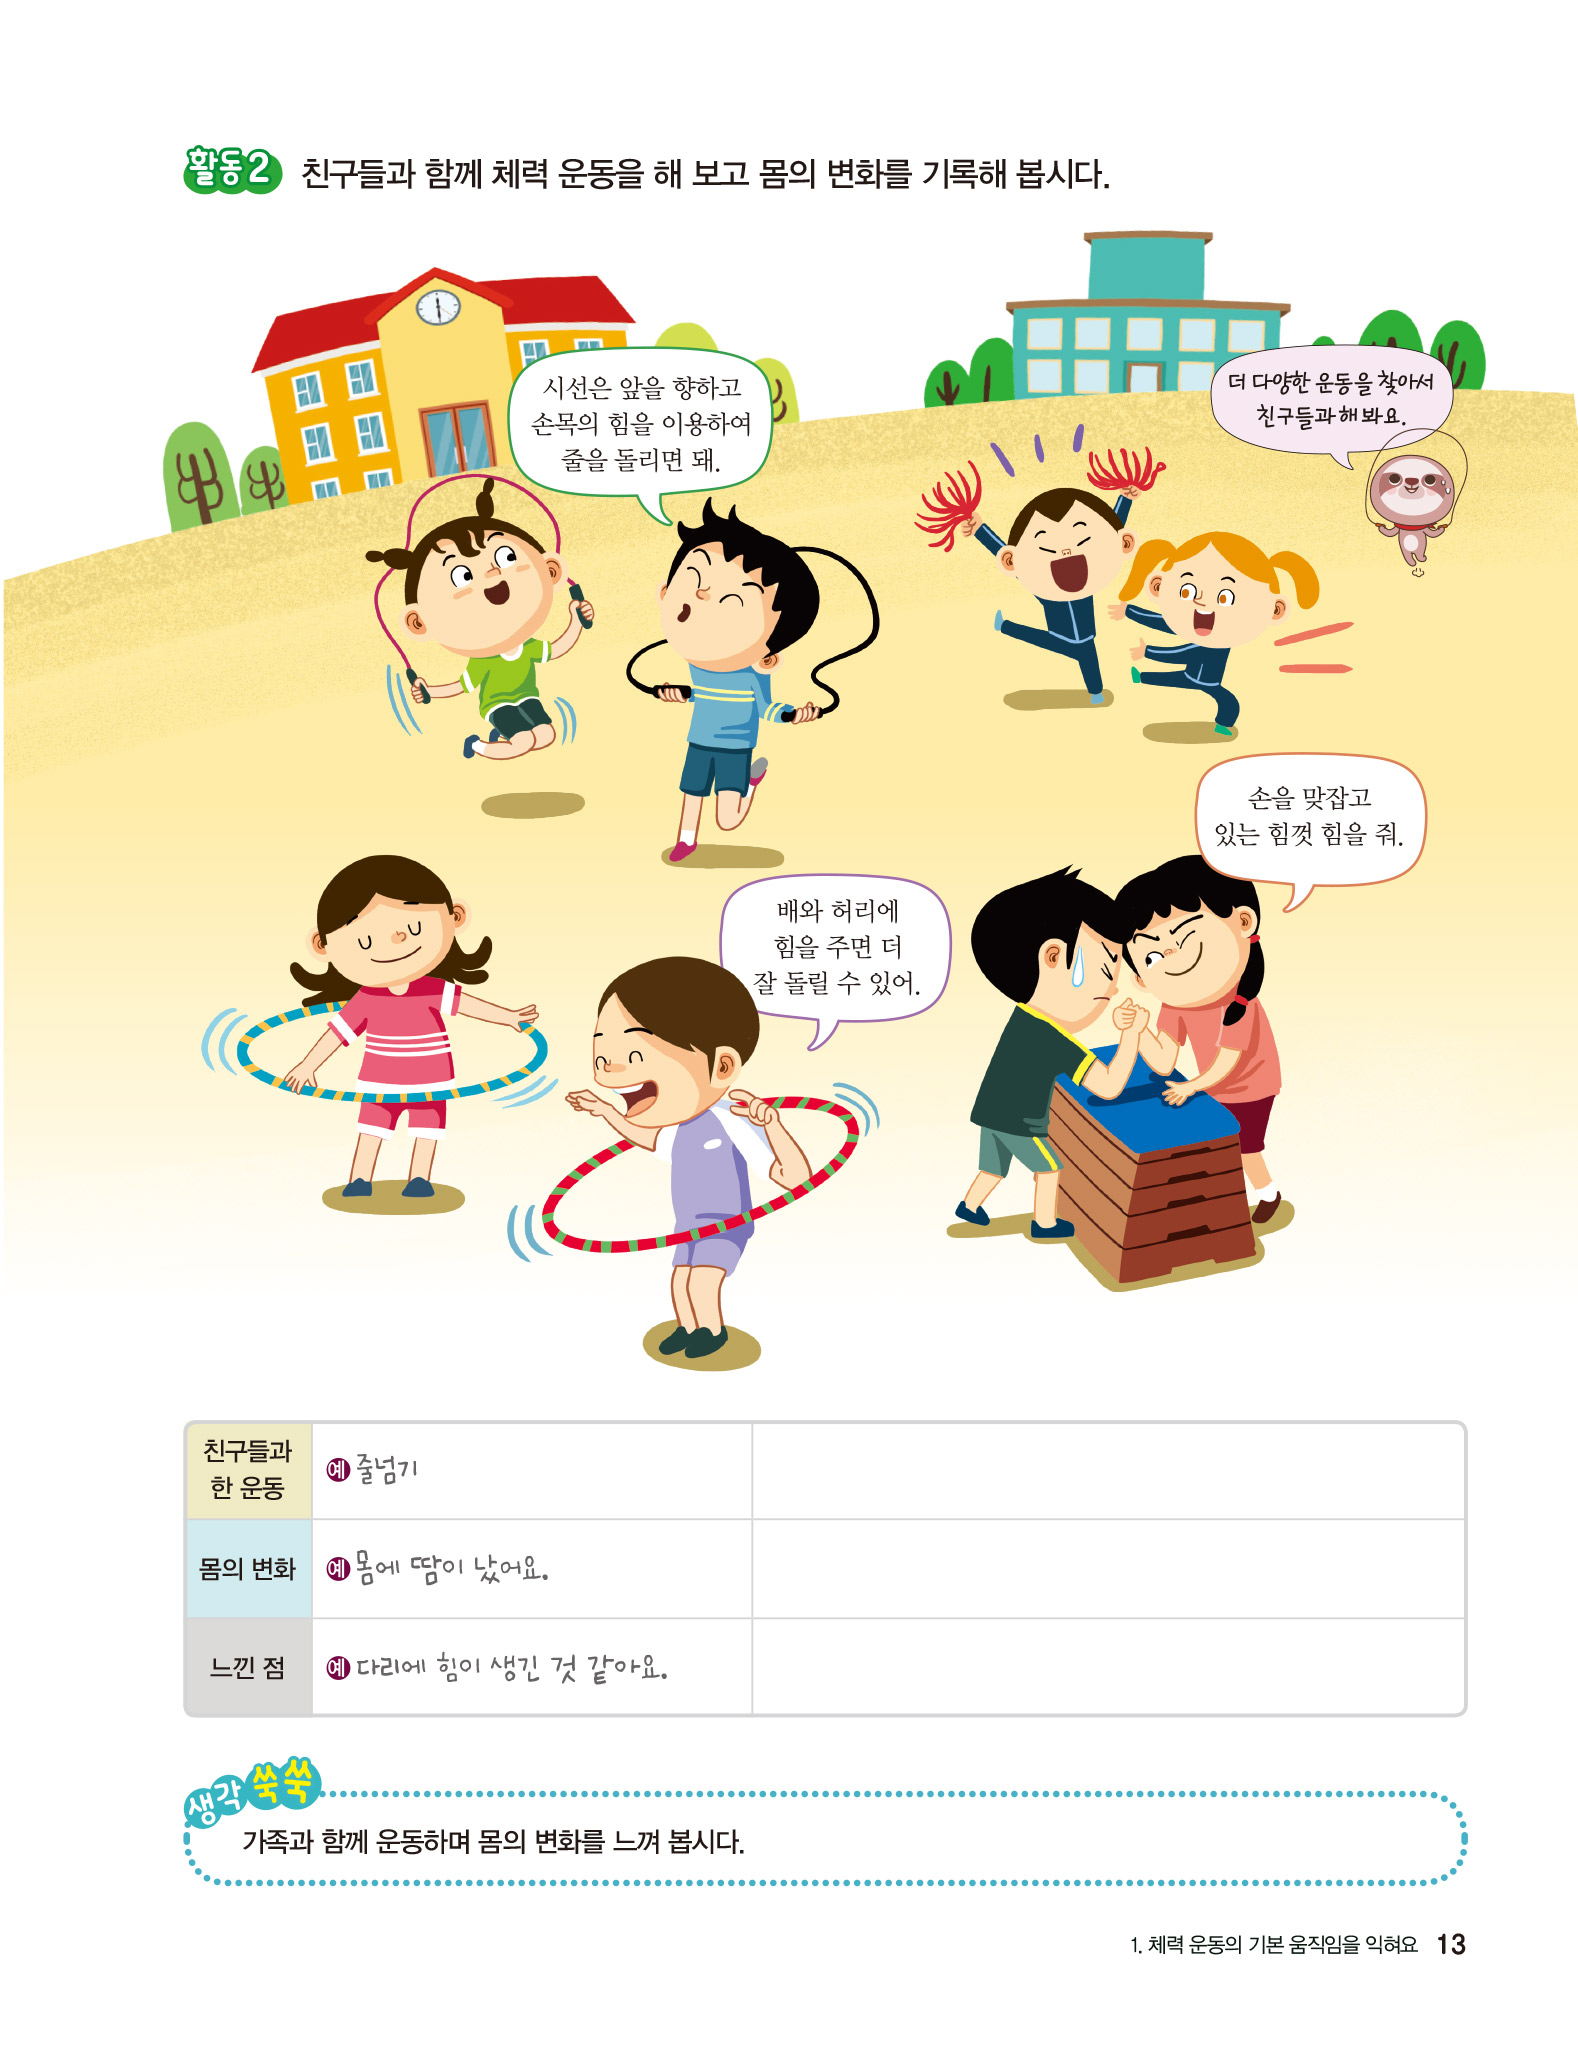 활동2 친구들과 함께 체력 운동을 해 보고 몸의 변화를 기록해 봅시다.
시선은 앞을 향하고
손목의 힘을 이용하여
줄을 돌리면 돼.
더 다양한 운동을 찾아서
친구들과 해 봐요.
손을 맞잡고
있는 힘껏 힘을 줘.
배와 허리에
힘을 주면 더
잘 돌릴 수 있어.
친구들과
한 운동
예 줄넘기
몸의 변화
예 몸에 땀이 났어요.
느낀 점
예 다리에 힘이 생긴 것 같아요.
생각 쑥쑥
가족과 함께 운동하며 몸의 변화를 느껴 봅시다.
1. 체력 운동의 기본 움직임을 익혀요 13